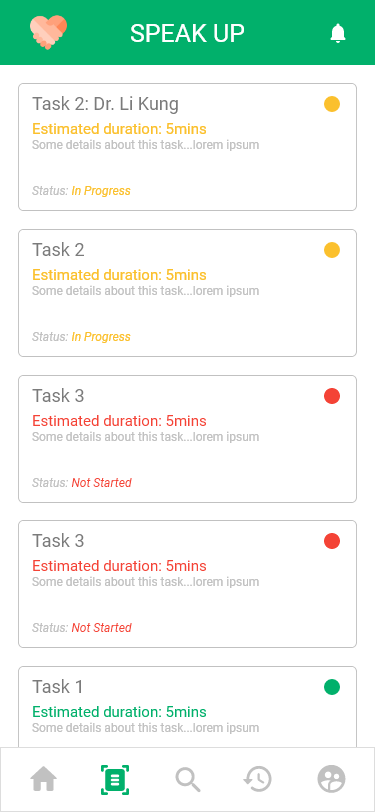 SPEAK UP
Task 2: Dr. Li Kung
Estimated duration: 5mins
Some details about this task...lorem ipsum
Status: In Progress
Task 2
Estimated duration: 5mins
Some details about this task...lorem ipsum
Status: In Progress
Task 3
Estimated duration: 5mins
Some details about this task...lorem ipsum
Status: Not Started
Task 3
Estimated duration: 5mins
Some details about this task...lorem ipsum
Status: Not Started
Task 1
Estimated duration: 5mins
Some details about this task...lorem ipsum